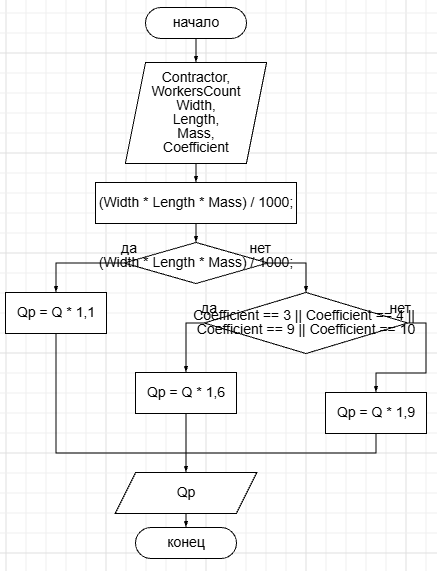 начало
Contractor,
WorkersCount
Width,
Length,
Mass,
Coefficient
(Width * Length * Mass) / 1000;
да
нет
(Width * Length * Mass) / 1000;
Qp = Q * 1,1
да
нет
Coefficient == 3 || Coefficient == 4 ||
Coefficient == 9 || Coefficient == 10
Qp = Q * 1,6
Qp = Q * 1,9
Qp
конец